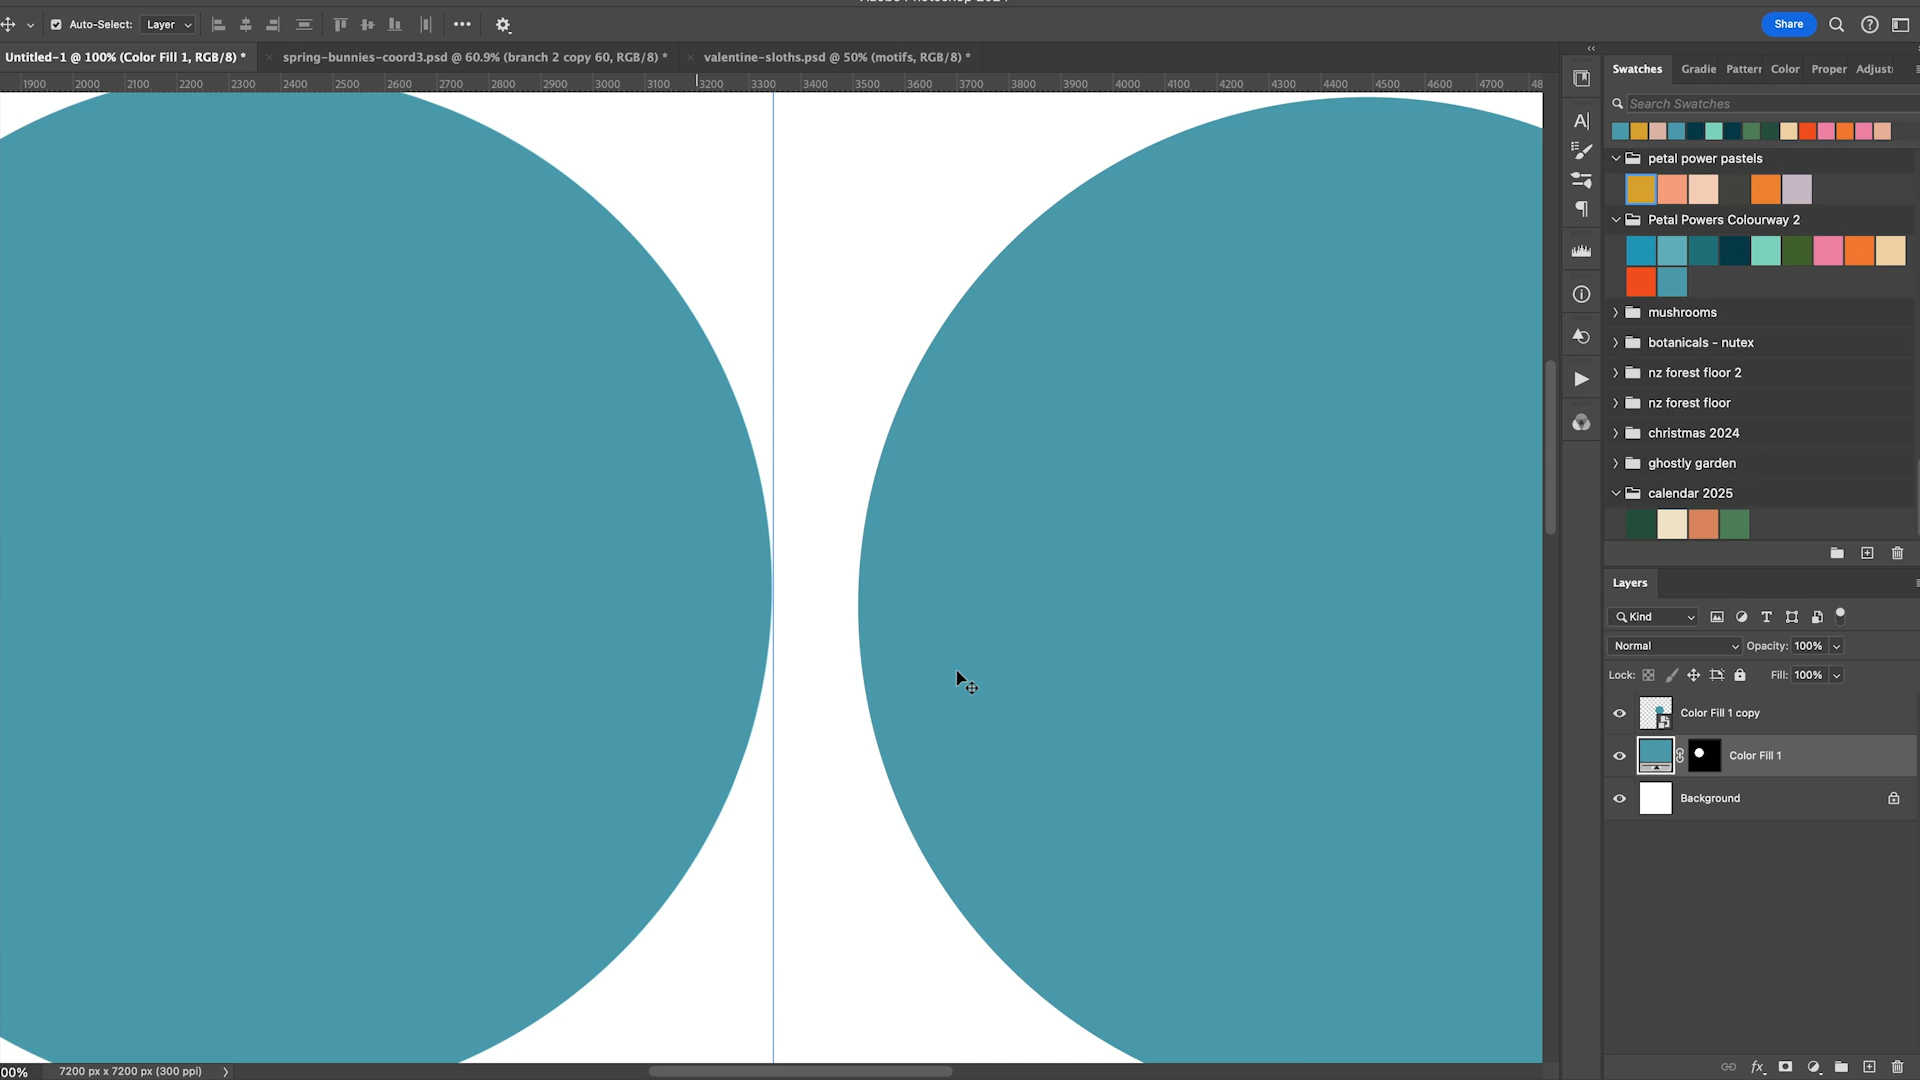 Auto-Select: Layer
Share
Untitled-1 @ 100% (Color Fill 1, RGB/8) *
spring-bunnies-coord3.psd @ 60.9% (branch 2 copy 60, RGB/8) *
valentine-sloths.psd @ 50% (motifs, RGB/8) *
1900 2000 2100 2200 2300 2400 2500 2600 2700 2800 2900 3000 3100 3200 3300 3400 3500 3600 3700 3800 3900 4000 4100 4200 4300 4400 4500 4600 4700 48
Swatches Gradie Pattern Color Proper Adjust
Search Swatches
petal power pastels
Petal Powers Colourway 2
mushrooms
botanicals - nutex
nz forest floor 2
nz forest floor
christmas 2024
ghostly garden
calendar 2025
Layers
Kind
Normal Opacity: 100%
Lock: Fill: 100%
Color Fill 1 copy
Color Fill 1
Background
00% 7200 px x 7200 px (300 ppi)